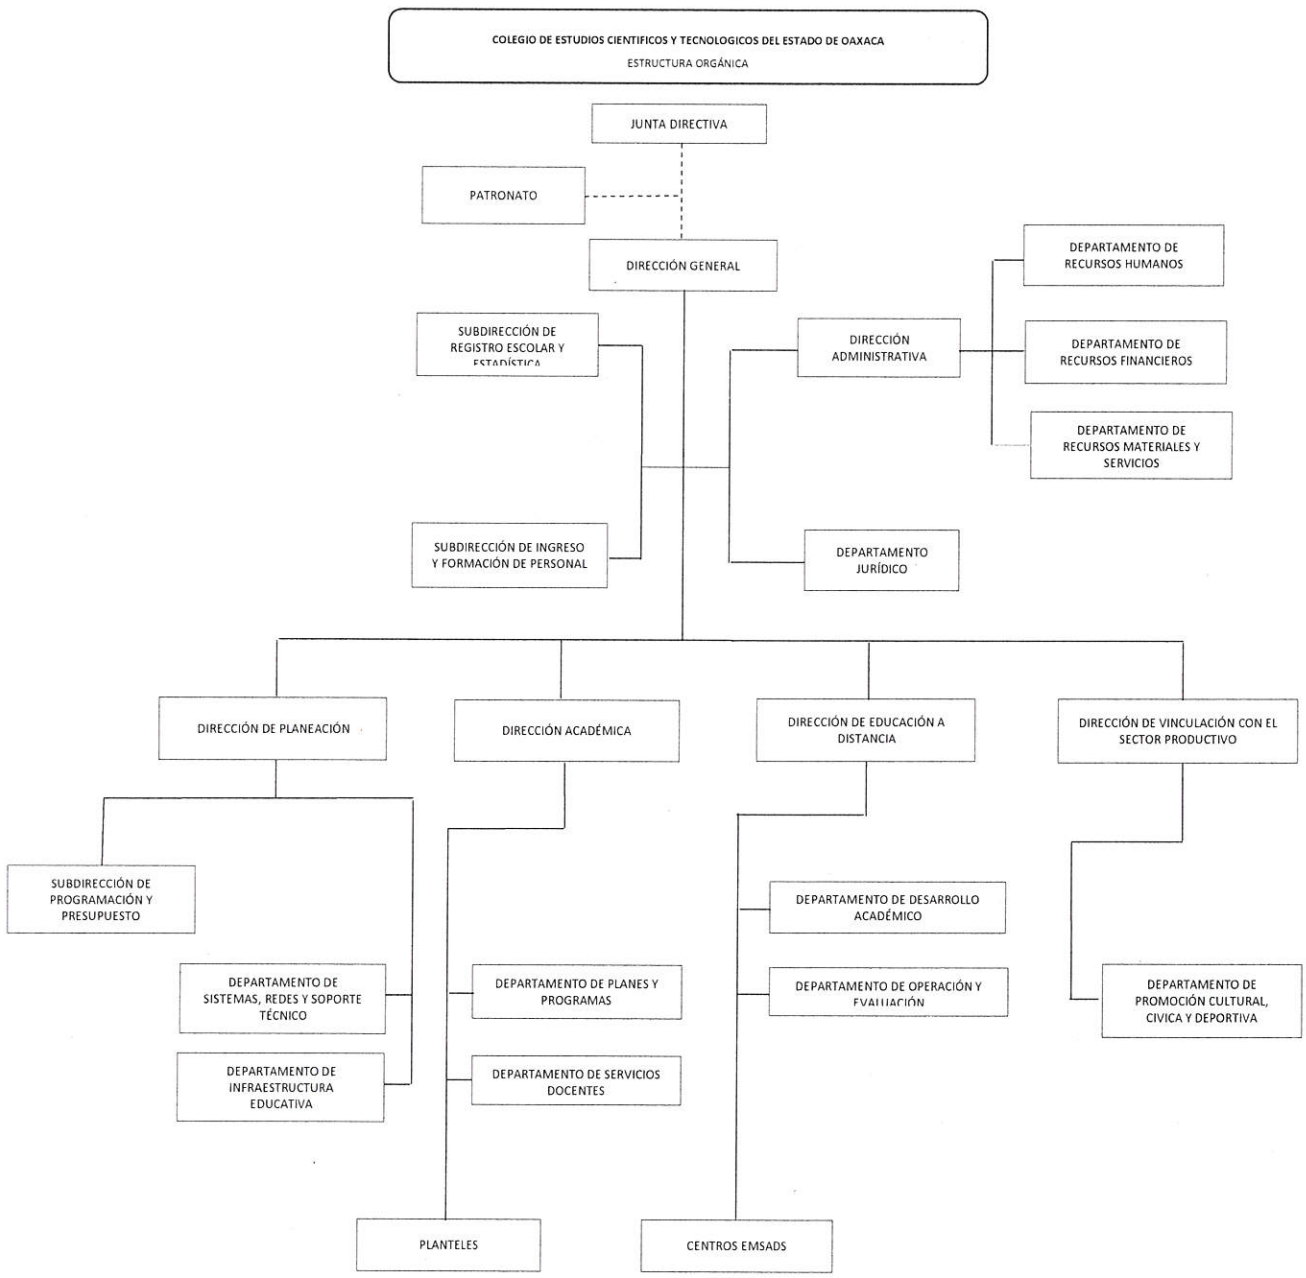 COLEGIO DE ESTUDIOS CIENTIFICOS Y TECNOLOGICOS DEL ESTADO DE OAXACA
ESTRUCTURA ORGÁNICA
JUNTA DIRECTIVA
PATRONATO
DIRECCIÓN GENERAL
DEPARTAMENTO DE
RECURSOS HUMANOS
SUBDIRECCIÓN DE
REGISTRO ESCOLAR Y
ESTADÍSTICA
DIRECCIÓN
ADMINISTRATIVA
DEPARTAMENTO DE
RECURSOS FINANCIEROS
DEPARTAMENTO DE
RECURSOS MATERIALES Y
SERVICIOS
SUBDIRECCIÓN DE INGRESO
Y FORMACIÓN DE PERSONAL
DEPARTAMENTO
JURÍDICO
DIRECCIÓN DE PLANEACIÓN
DIRECCIÓN ACADÉMICA
DIRECCIÓN DE EDUCACIÓN A
DISTANCIA
DIRECCIÓN DE VINCULACIÓN CON EL
SECTOR PRODUCTIVO
SUBDIRECCIÓN DE
PROGRAMACIÓN Y
PRESUPUESTO
DEPARTAMENTO DE DESARROLLO
ACADÉMICO
DEPARTAMENTO DE
SISTEMAS, REDES Y SOPORTE
TÉCNICO
DEPARTAMENTO DE PLANES Y
PROGRAMAS
DEPARTAMENTO DE OPERACIÓN Y
EVALUACIÓN
DEPARTAMENTO DE
PROMOCIÓN CULTURAL,
CIVICA Y DEPORTIVA
DEPARTAMENTO DE
INFRAESTRUCTURA
EDUCATIVA
DEPARTAMENTO DE SERVICIOS
DOCENTES
PLANTELES
CENTROS EMSADS